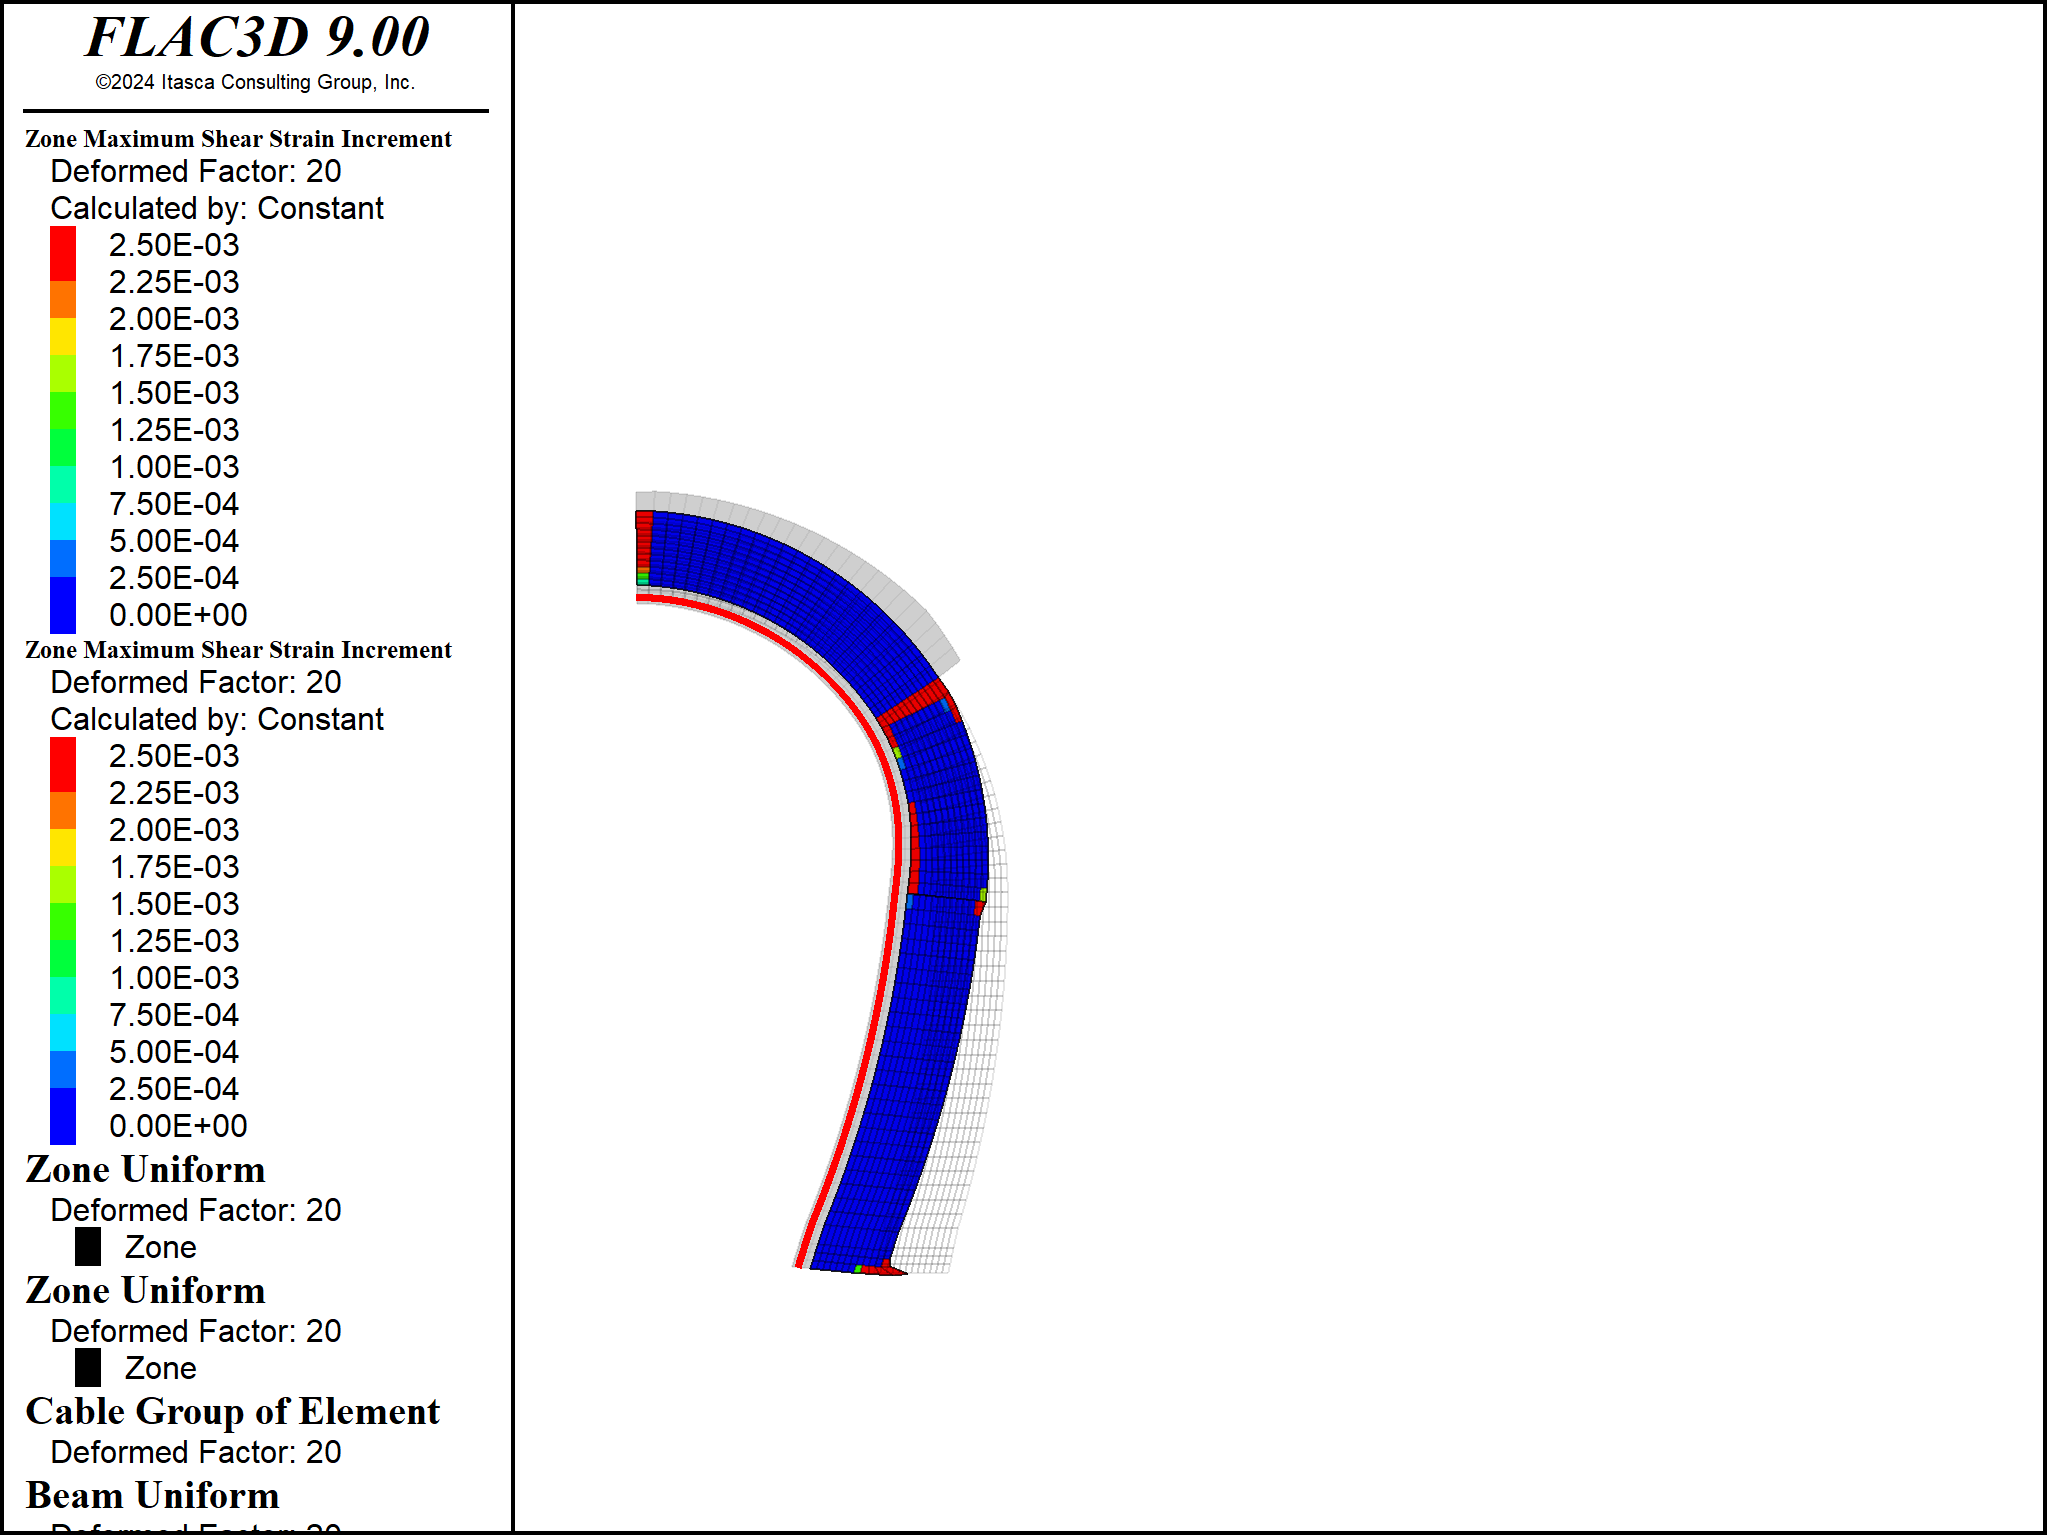 FLAC3D 9.00
©2024 Itasca Consulting Group, Inc.
Zone Maximum Shear Strain Increment
Deformed Factor: 20
Calculated by: Constant
2.50E-03
2.25E-03
2.00E-03
1.75E-03
1.50E-03
1.25E-03
1.00E-03
7.50E-04
5.00E-04
2.50E-04
0.00E+00
Zone Maximum Shear Strain Increment
Deformed Factor: 20
Calculated by: Constant
2.50E-03
2.25E-03
2.00E-03
1.75E-03
1.50E-03
1.25E-03
1.00E-03
7.50E-04
5.00E-04
2.50E-04
0.00E+00
Zone Uniform
Deformed Factor: 20
Zone
Zone Uniform
Deformed Factor: 20
Zone
Cable Group of Element
Deformed Factor: 20
Beam Uniform